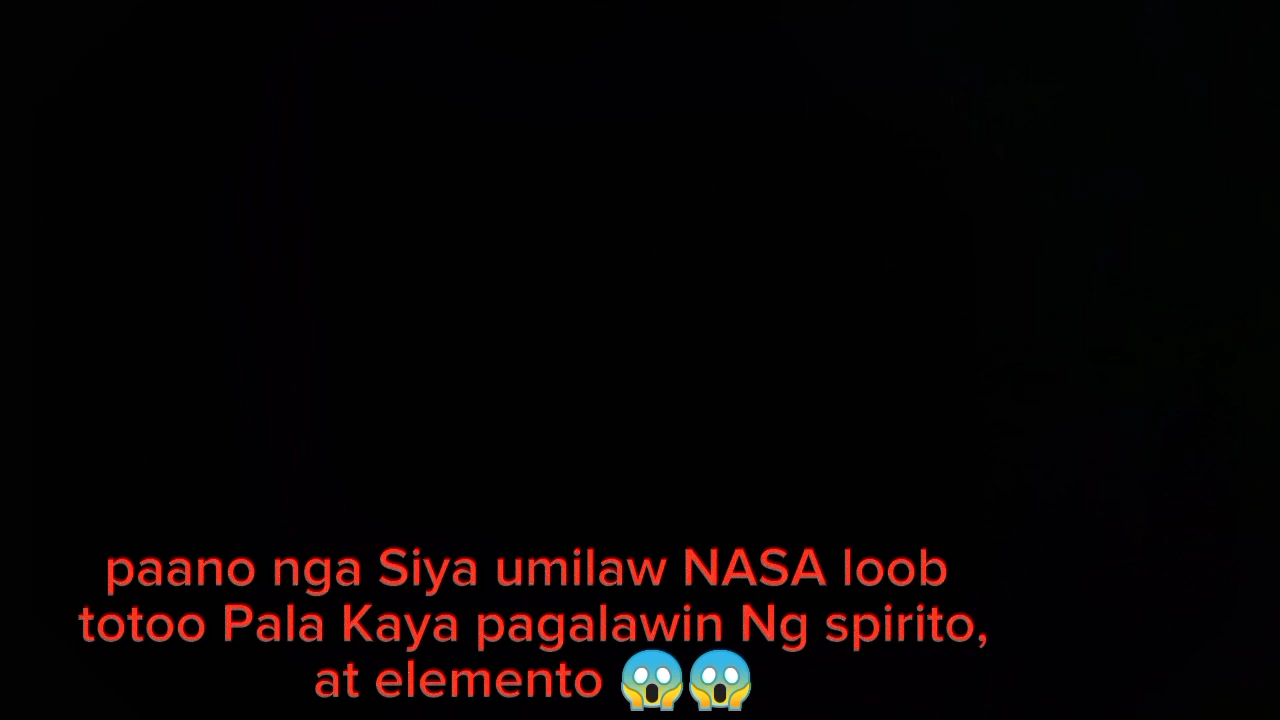 paano nga Siya umilaw NASA loob
totoo Pala Kaya pagalawin Ng spirito,
at elemento 😱😱